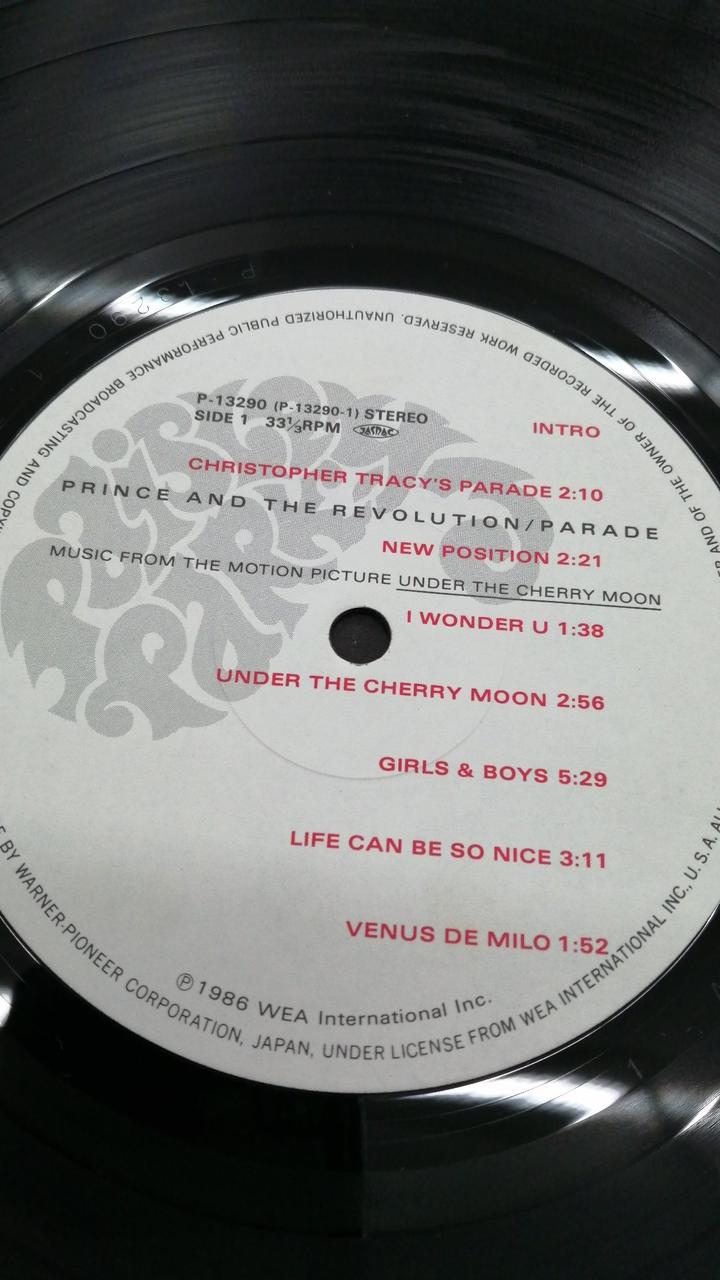 P-13290 (P-13290-1) STEREO
SIDE 1 33⅓RPM JASRAC
INTRO
CHRISTOPHER TRACY'S PARADE 2:10
PRINCE AND THE REVOLUTION/PARADE
NEW POSITION 2:21
MUSIC FROM THE MOTION PICTURE UNDER THE CHERRY MOON
I WONDER U 1:38
UNDER THE CHERRY MOON 2:56
GIRLS & BOYS 5:29
LIFE CAN BE SO NICE 3:11
VENUS DE MILO 1:52
℗1986 WEA International Inc.
BY WARNER-PIONEER CORPORATION, JAPAN, UNDER LICENSE FROM WEA INTERNATIONAL INC., U.S.A.
AND OF THE OWNER OF THE RECORDED WORK RESERVED. UNAUTHORIZED PUBLIC PERFORMANCE BROADCASTING AND
P 13290 1